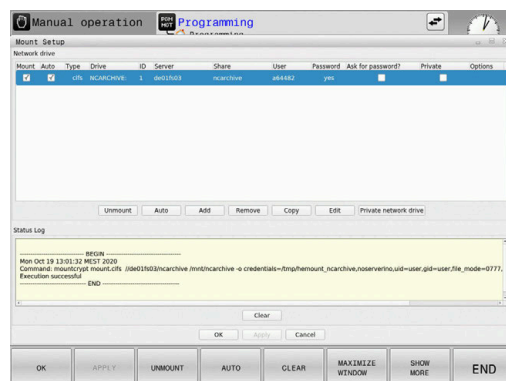 Manual operation
PGM MGT
Programming
Programming
Mount Setup
Network drive
Mount Auto Type Drive ID Server Share User Password Ask for password? Private Options
cifs NCARCHIVE: 1 de01fs03 ncarchive a64482 yes
Unmount Auto Add Remove Copy Edit Private network drive
Status Log
------------------------ BEGIN ------------------------
Mon Oct 19 13:01:32 MEST 2020
Command: mountcrypt mount.cifs //de01fs03/ncarchive /mnt/ncarchive -o credentials=/tmp/hemount_ncarchive,noserverino,uid=user,gid=user,file_mode=0777,
Execution successful
------------------------ END ------------------------
Clear
OK Apply Cancel
OK APPLY UNMOUNT AUTO CLEAR MAXIMIZE WINDOW SHOW MORE END